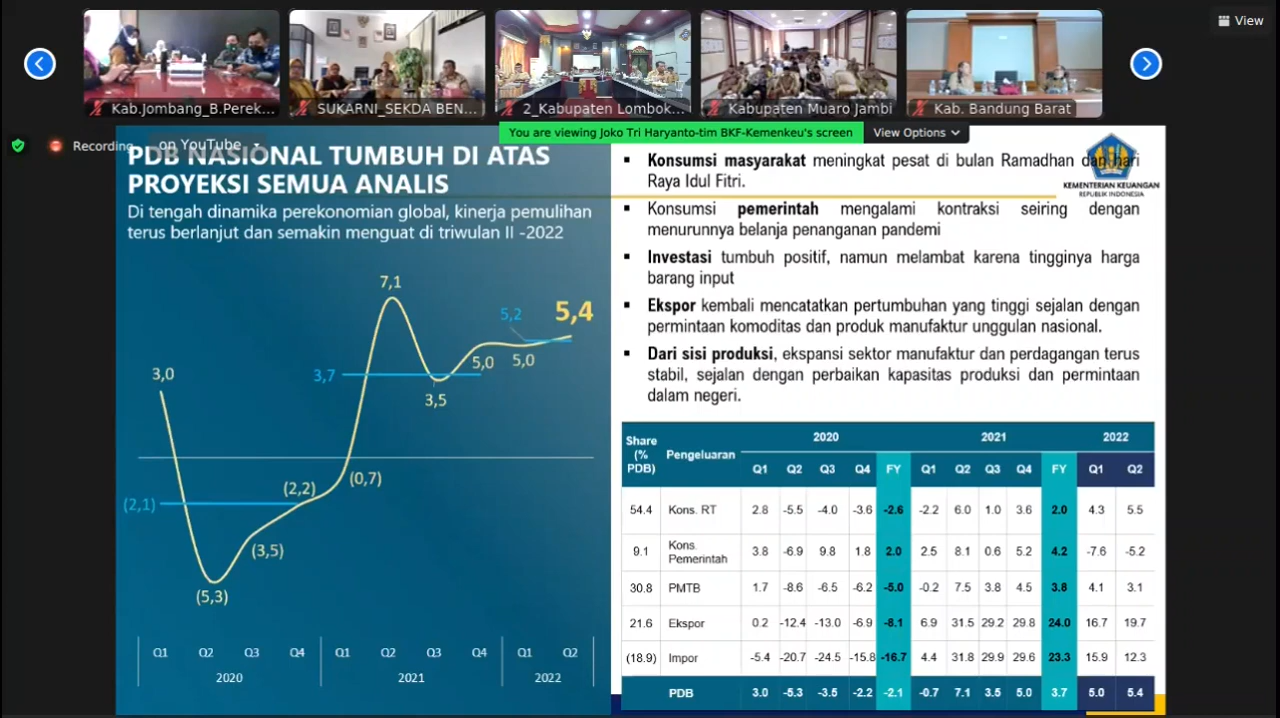 View
Kab.Jombang_B.Perek...
SUKARNI_SEKDA BEN...
2_Kabupaten Lombok...
Kabupaten Muaro Jambi
Kab. Bandung Barat
You are viewing Joko Tri Haryanto-tim BKF-Kemenkeu's screen
View Options
Recording
on YouTube
PDB NASIONAL TUMBUH DI ATAS
PROYEKSI SEMUA ANALIS
Di tengah dinamika perekonomian global, kinerja pemulihan
terus berlanjut dan semakin menguat di triwulan II -2022
7,1
5,2
5,4
3,0
3,7
5,0
5,0
3,5
(0,7)
(2,2)
(2,1)
(3,5)
(5,3)
Q1 Q2 Q3 Q4 Q1 Q2 Q3 Q4 Q1 Q2
2020 2021 2022
▪ Konsumsi masyarakat meningkat pesat di bulan Ramadhan dan hari
Raya Idul Fitri.
▪ Konsumsi pemerintah mengalami kontraksi seiring dengan
menurunnya belanja penanganan pandemi
▪ Investasi tumbuh positif, namun melambat karena tingginya harga
barang input
▪ Ekspor kembali mencatatkan pertumbuhan yang tinggi sejalan dengan
permintaan komoditas dan produk manufaktur unggulan nasional.
▪ Dari sisi produksi, ekspansi sektor manufaktur dan perdagangan terus
stabil, sejalan dengan perbaikan kapasitas produksi dan permintaan
dalam negeri.
KEMENTERIAN KEUANGAN
REPUBLIK INDONESIA
Share (% PDB) Pengeluaran 2020 2021 2022
Q1 Q2 Q3 Q4 FY Q1 Q2 Q3 Q4 FY Q1 Q2
54.4 Kons. RT 2.8 -5.5 -4.0 -3.6 -2.6 -2.2 6.0 1.0 3.6 2.0 4.3 5.5
9.1 Kons. Pemerintah 3.8 -6.9 9.8 1.8 2.0 2.5 8.1 0.6 5.2 4.2 -7.6 -5.2
30.8 PMTB 1.7 -8.6 -6.5 -6.2 -5.0 -0.2 7.5 3.8 4.5 3.8 4.1 3.1
21.6 Ekspor 0.2 -12.4 -13.0 -6.9 -8.1 6.9 31.5 29.2 29.8 24.0 16.7 19.7
(18.9) Impor -5.4 -20.7 -24.5 -15.8 -16.7 4.4 31.8 29.9 29.6 23.3 15.9 12.3
PDB 3.0 -5.3 -3.5 -2.2 -2.1 -0.7 7.1 3.5 5.0 3.7 5.0 5.4